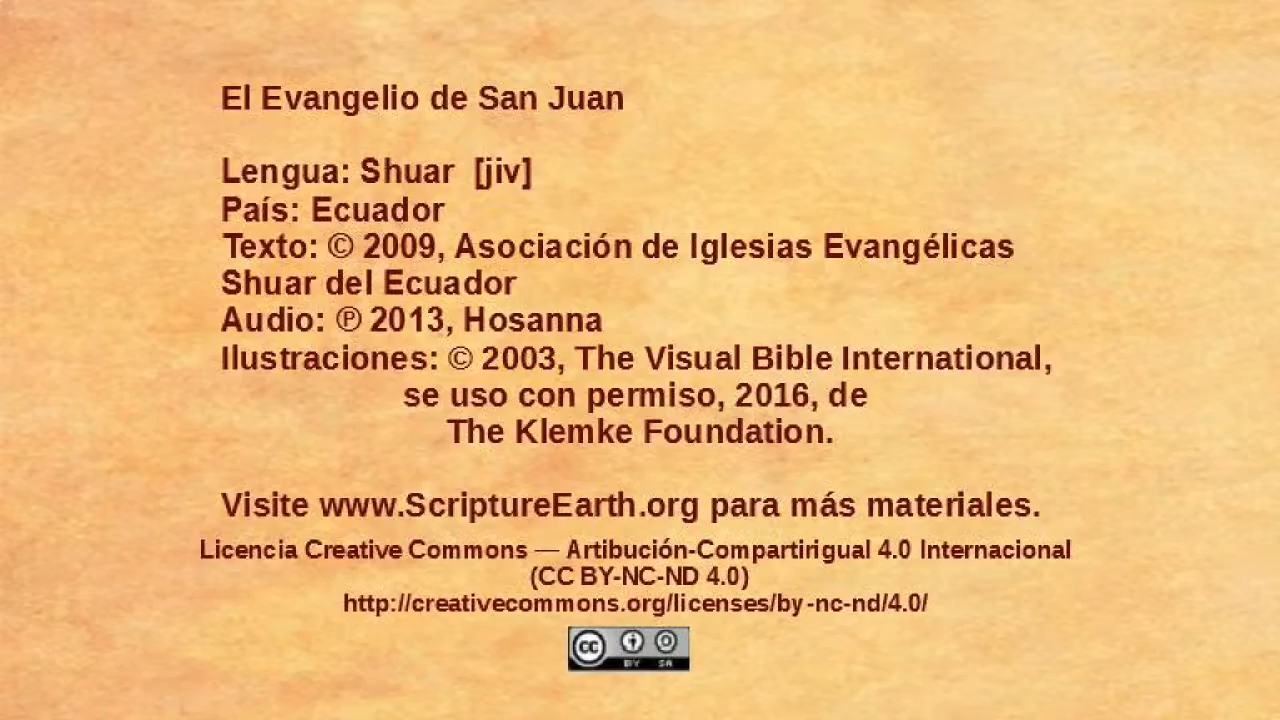 El Evangelio de San Juan
Lengua: Shuar [jiv]
País: Ecuador
Texto: © 2009, Asociación de Iglesias Evangélicas
Shuar del Ecuador
Audio: ℗ 2013, Hosanna
Ilustraciones: © 2003, The Visual Bible International,
se uso con permiso, 2016, de
The Klemke Foundation.
Visite www.ScriptureEarth.org para más materiales.
Licencia Creative Commons — Artibución-Compartirigual 4.0 Internacional
(CC BY-NC-ND 4.0)
http://creativecommons.org/licenses/by-nc-nd/4.0/
cc BY SA